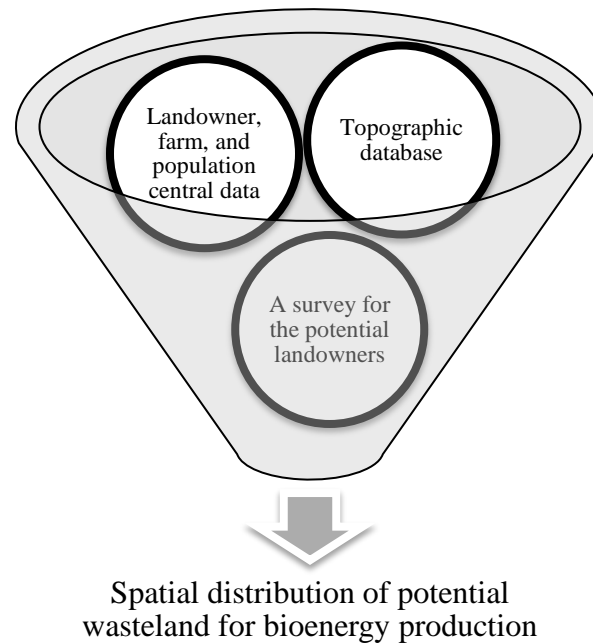 Landowner,
farm, and
population
central data
Topographic
database
A survey for
the potential
landowners
Spatial distribution of potential
wasteland for bioenergy production